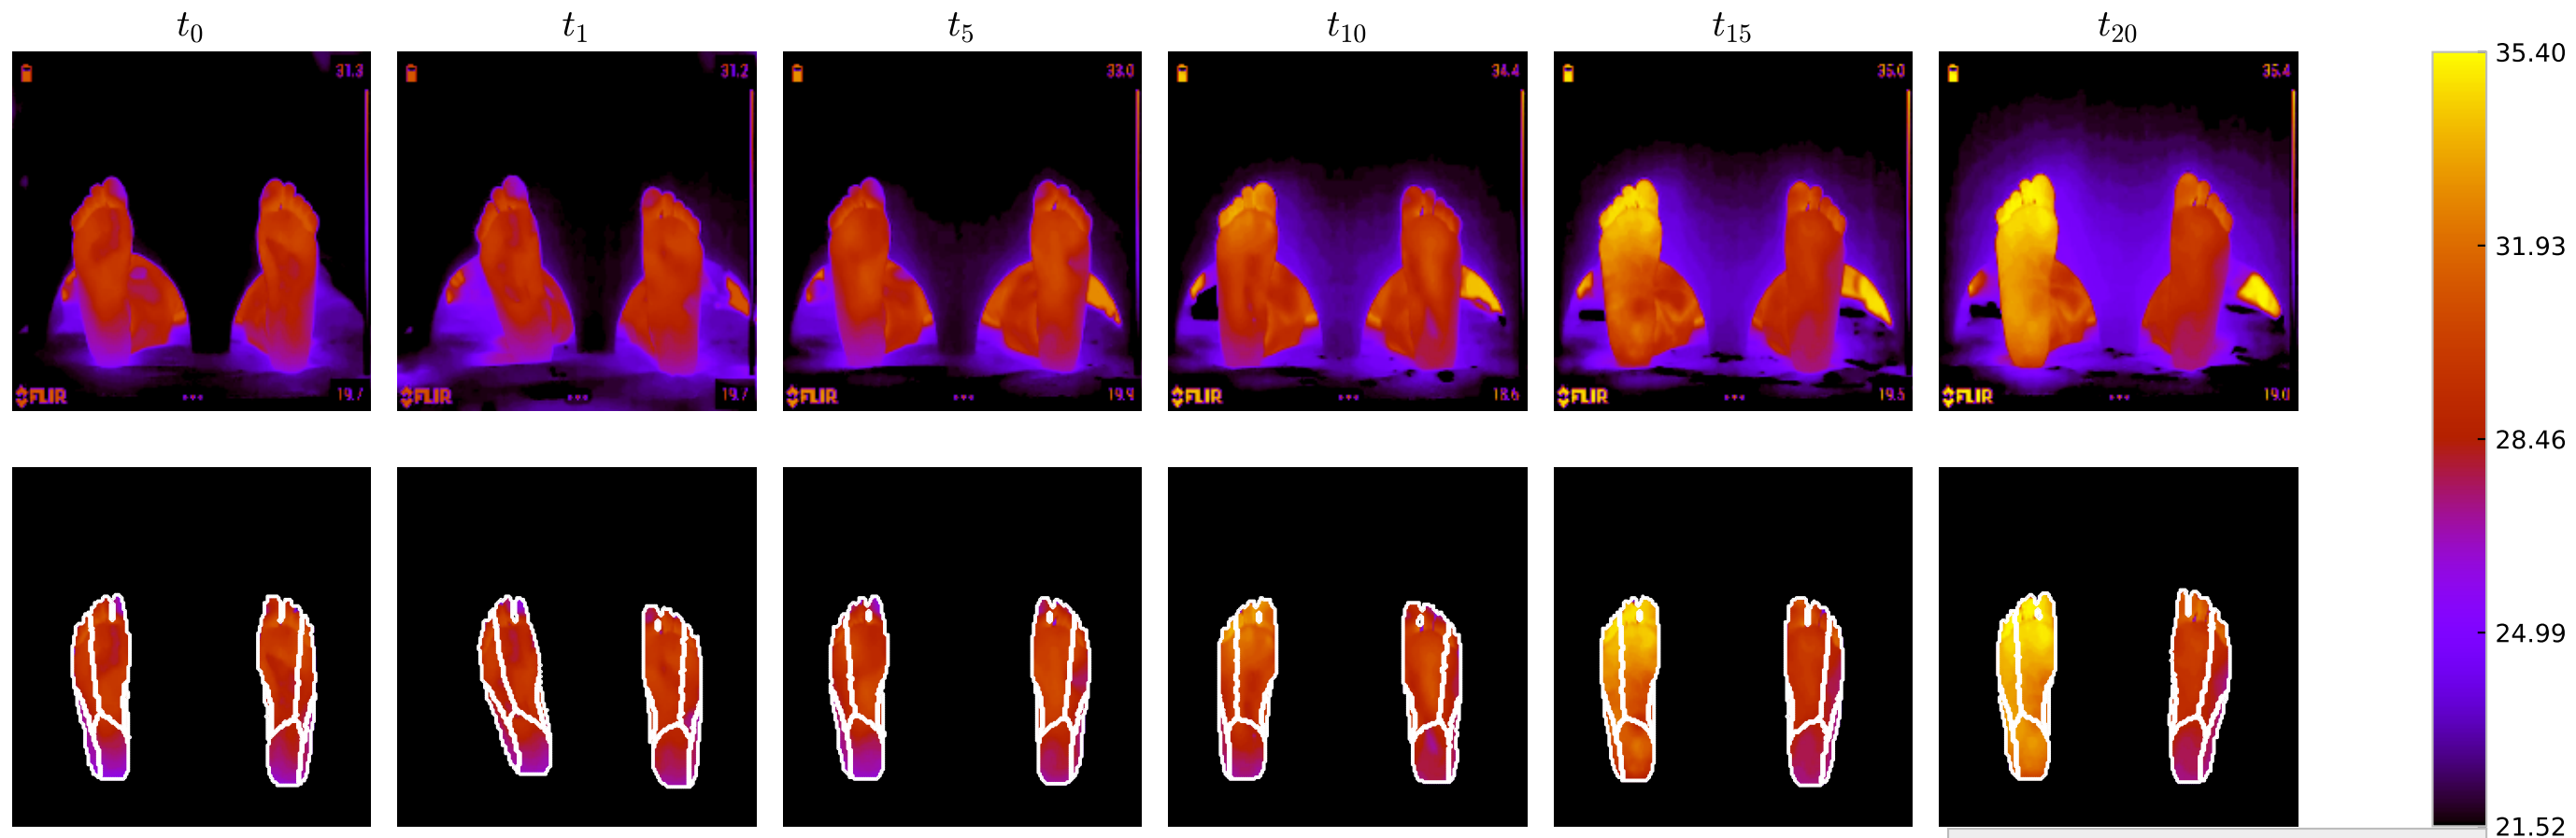 t0 t1 t5 t10 t15 t20
31.3 31.2 33.0 34.4 35.0 35.4
FLIR 19.7 FLIR 19.7 FLIR 19.9 FLIR 18.6 FLIR 19.5 FLIR 19.0
35.40
31.93
28.46
24.99
21.52